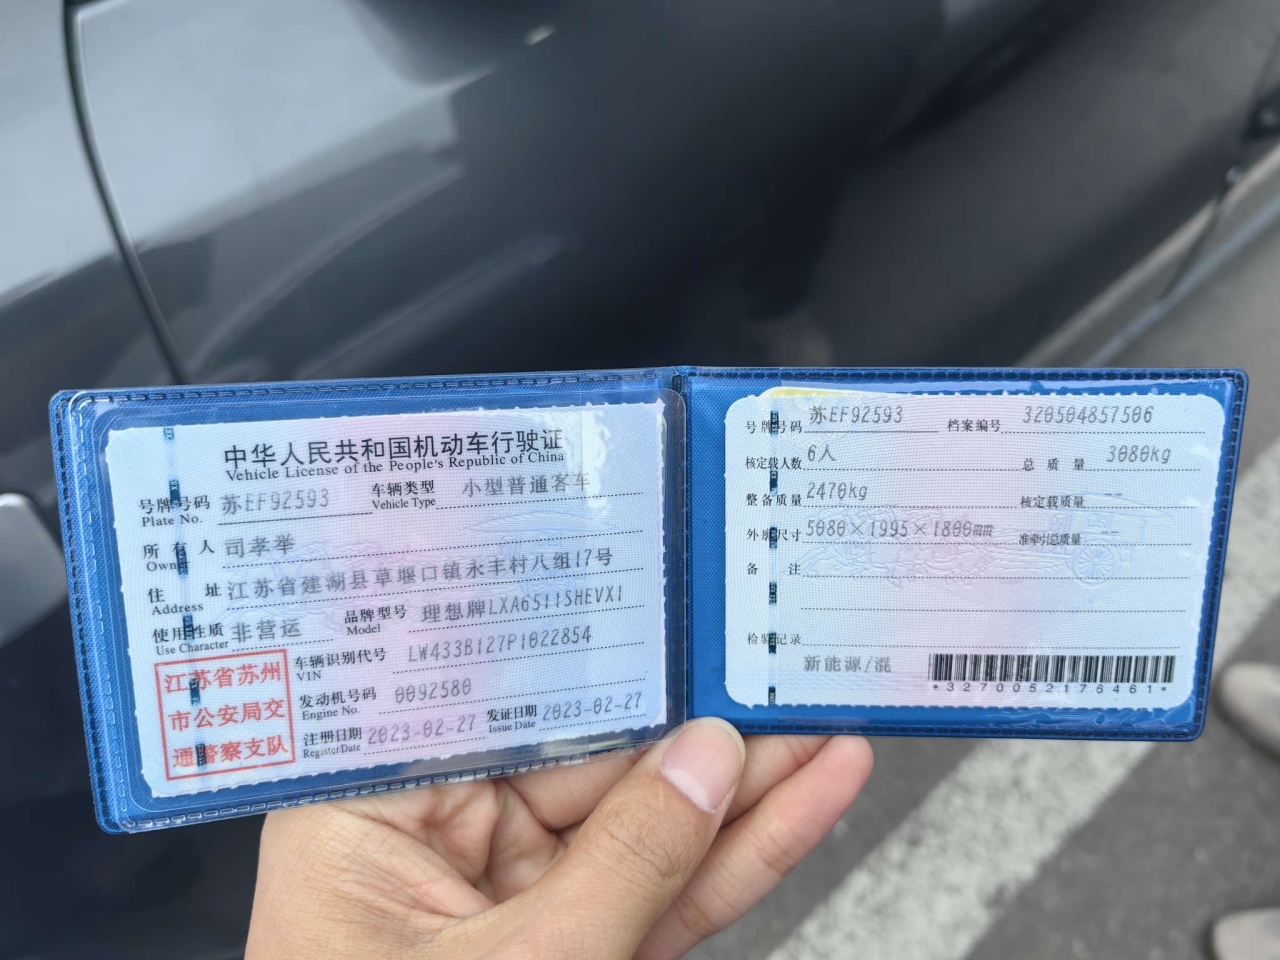 中华人民共和国机动车行驶证
Vehicle License of the People's Republic of China
号牌号码 苏EF92593 车辆类型 小型普通客车
Plate No. Vehicle Type
所有人 司孝举
Owner
住址 江苏省建湖县草堰口镇永丰村八组17号
Address
使用性质 非营运 品牌型号 理想牌LXA6511SHEVX1
Use Character Model
江苏省苏州
市公安局交
通警察支队
车辆识别代号 LW433B127P1022854
VIN
发动机号码 0092580
Engine No.
注册日期 2023-02-27 发证日期 2023-02-27
Register Date Issue Date
号牌号码 苏EF92593 档案编号 320504857506
核定载人数 6人 总质量 3080kg
整备质量 2470kg 核定载质量 --
外廓尺寸 5080×1995×1800mm 准牵引总质量 --
备注
检验记录
新能源/混
*3270052176461*